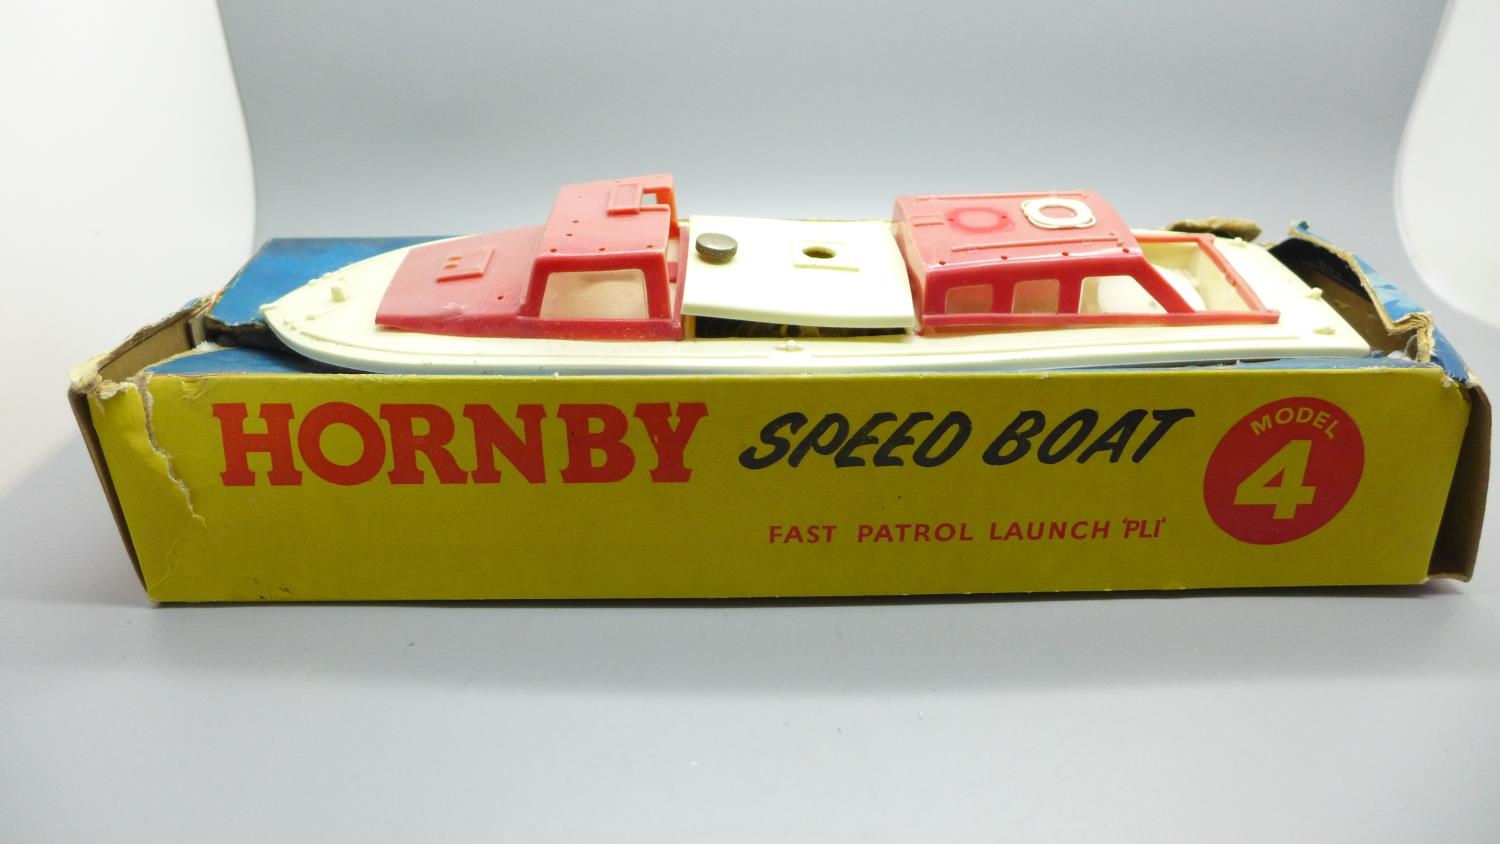 HORNBY SPEED BOAT
MODEL
4
FAST PATROL LAUNCH 'PLI'